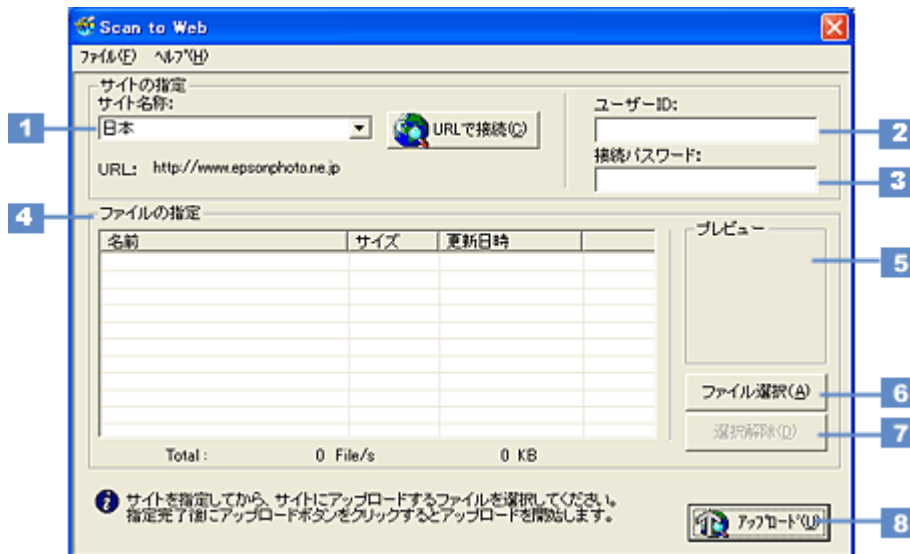 Scan to Web
ファイル(F) ヘルプ(H)
サイトの指定
サイト名称:
1
日本
URLで接続(C)
URL: http://www.epsonphoto.ne.jp
ユーザーID:
2
接続パスワード:
3
4
ファイルの指定
名前 サイズ 更新日時
プレビュー
5
ファイル選択(A)
6
選択解除(D)
7
Total: 0 File/s 0 KB
サイトを指定してから、サイトにアップロードするファイルを選択してください。
指定完了後にアップロードボタンをクリックするとアップロードを開始します。
アップロード(U)
8